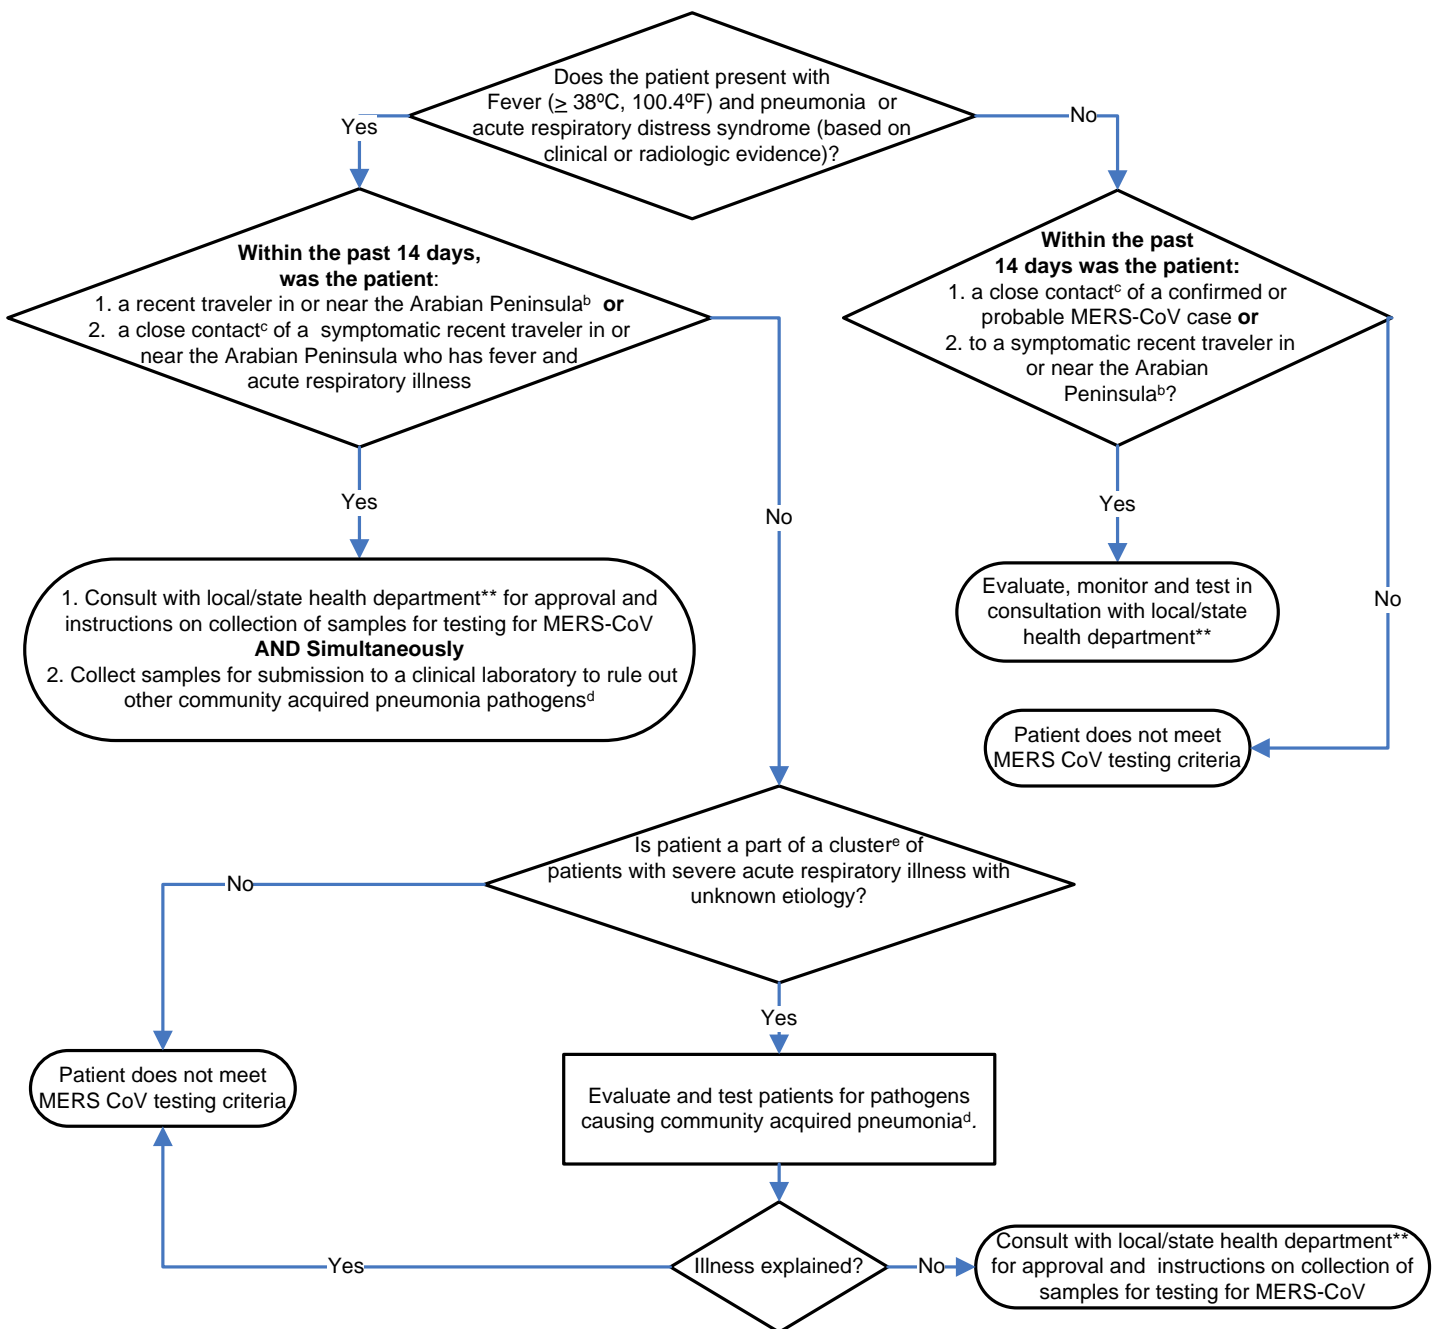 Does the patient present with
Fever (≥ 38ºC, 100.4ºF) and pneumonia or
acute respiratory distress syndrome (based on
clinical or radiologic evidence)?
Yes
No
Within the past 14 days,
was the patient:
1. a recent traveler in or near the Arabian Peninsulaᵇ or
2. a close contactᶜ of a symptomatic recent traveler in or
near the Arabian Peninsula who has fever and
acute respiratory illness
Within the past
14 days was the patient:
1. a close contactᶜ of a confirmed or
probable MERS-CoV case or
2. to a symptomatic recent traveler in
or near the Arabian
Peninsulaᵇ?
Yes
No
Yes
No
1. Consult with local/state health department** for approval and
instructions on collection of samples for testing for MERS-CoV
AND Simultaneously
2. Collect samples for submission to a clinical laboratory to rule out
other community acquired pneumonia pathogensᵈ
Evaluate, monitor and test in
consultation with local/state
health department**
Patient does not meet
MERS CoV testing criteria
Is patient a part of a clusterᵉ of
patients with severe acute respiratory illness with
unknown etiology?
No
Yes
Patient does not meet
MERS CoV testing criteria
Evaluate and test patients for pathogens
causing community acquired pneumoniaᵈ.
Yes
Illness explained?
No
Consult with local/state health department**
for approval and instructions on collection of
samples for testing for MERS-CoV